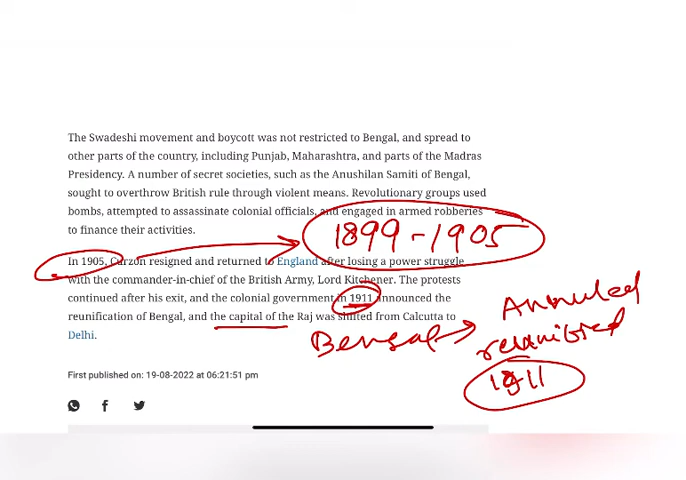 The Swadeshi movement and boycott was not restricted to Bengal, and spread to
other parts of the country, including Punjab, Maharashtra, and parts of the Madras
Presidency. A number of secret societies, such as the Anushilan Samiti of Bengal,
sought to overthrow British rule through violent means. Revolutionary groups used
bombs, attempted to assassinate colonial officials, and engaged in armed robberies
to finance their activities.
1899-1905
In 1905, Curzon resigned and returned to England after losing a power struggle
with the commander-in-chief of the British Army, Lord Kitchener. The protests
continued after his exit, and the colonial government in 1911 announced the
reunification of Bengal, and the capital of the Raj was shifted from Calcutta to
Delhi.
Bengal → Annuled
reunited
1911
First published on: 19-08-2022 at 06:21:51 pm